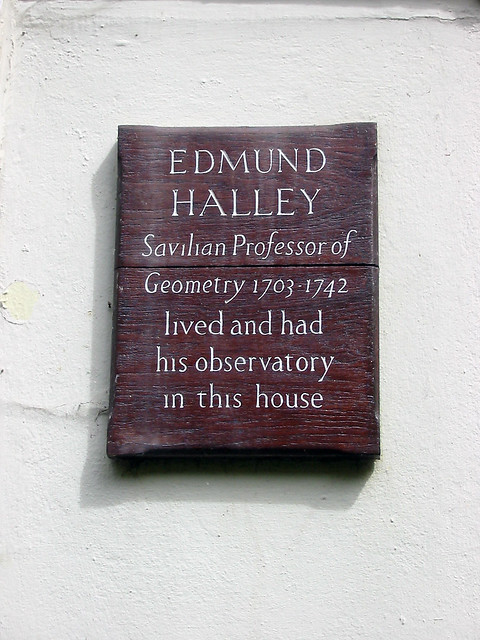 EDMUND
HALLEY
Savilian Professor of
Geometry 1703-1742
lived and had
his observatory
in this house